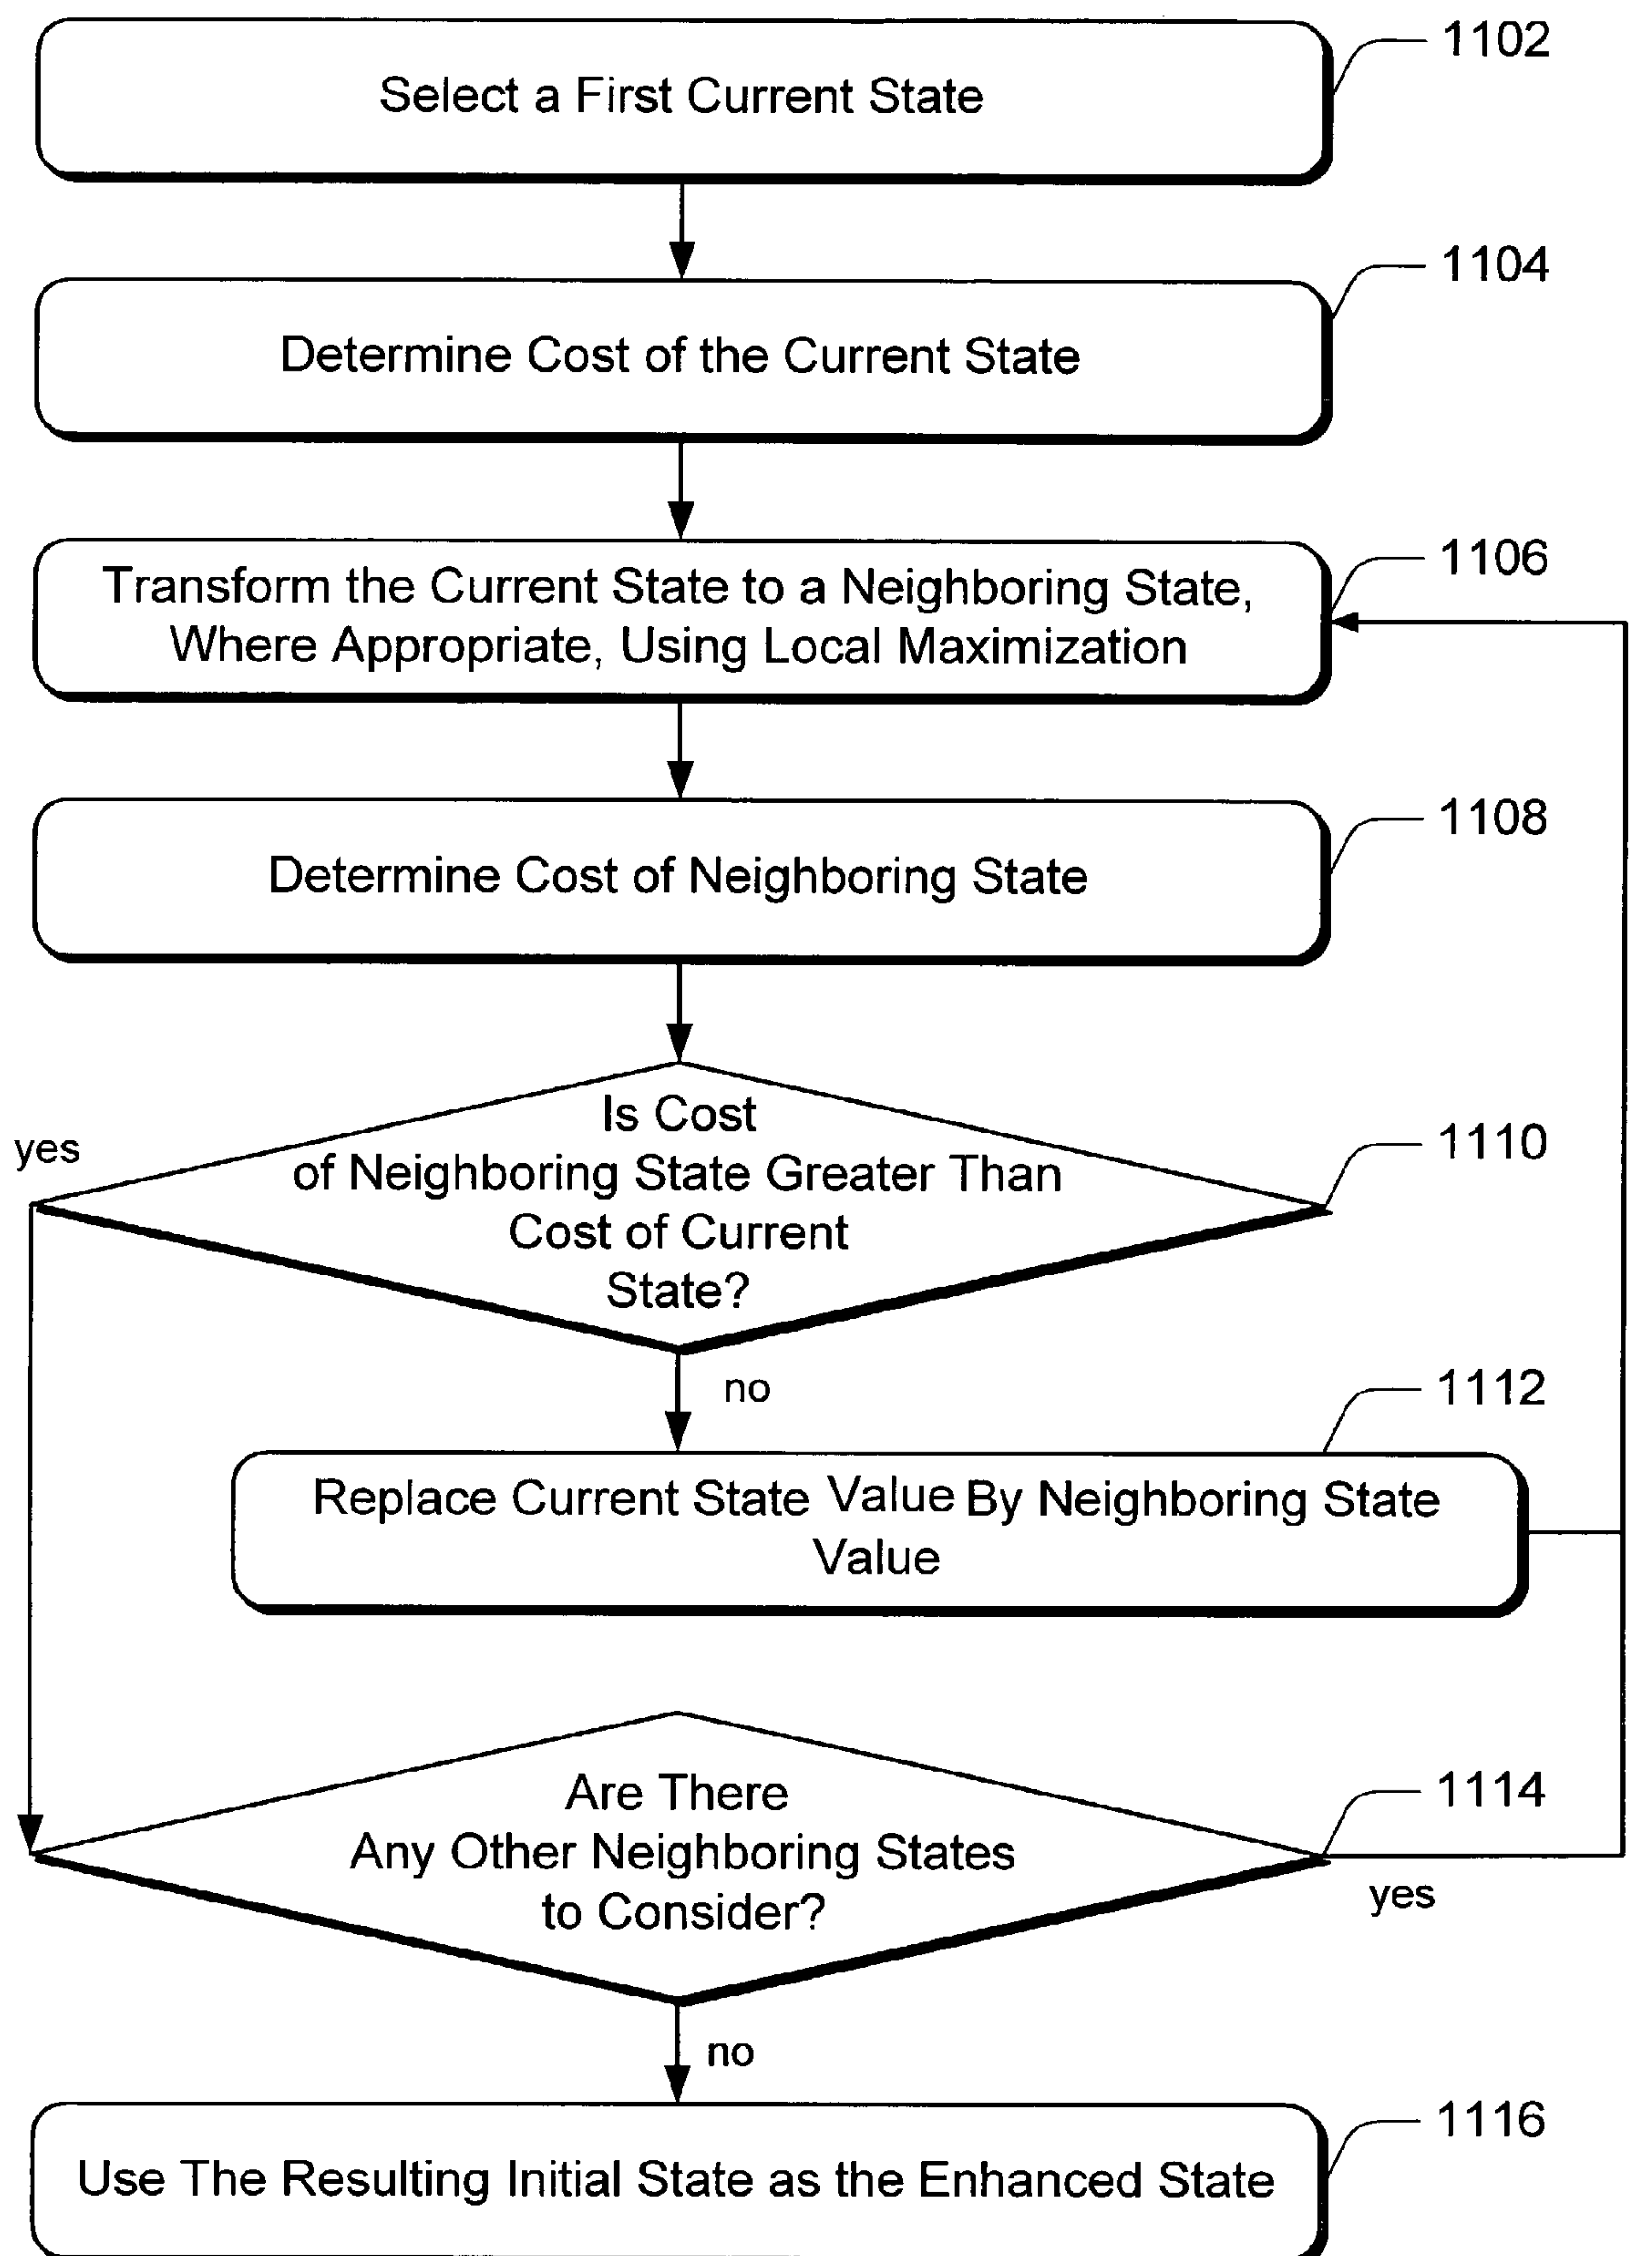 1102
Select a First Current State
1104
Determine Cost of the Current State
1106
Transform the Current State to a Neighboring State,
Where Appropriate, Using Local Maximization
1108
Determine Cost of Neighboring State
1110
Is Cost
of Neighboring State Greater Than
Cost of Current
State?
yes
no
1112
Replace Current State Value By Neighboring State
Value
1114
Are There
Any Other Neighboring States
to Consider?
yes
no
1116
Use The Resulting Initial State as the Enhanced State